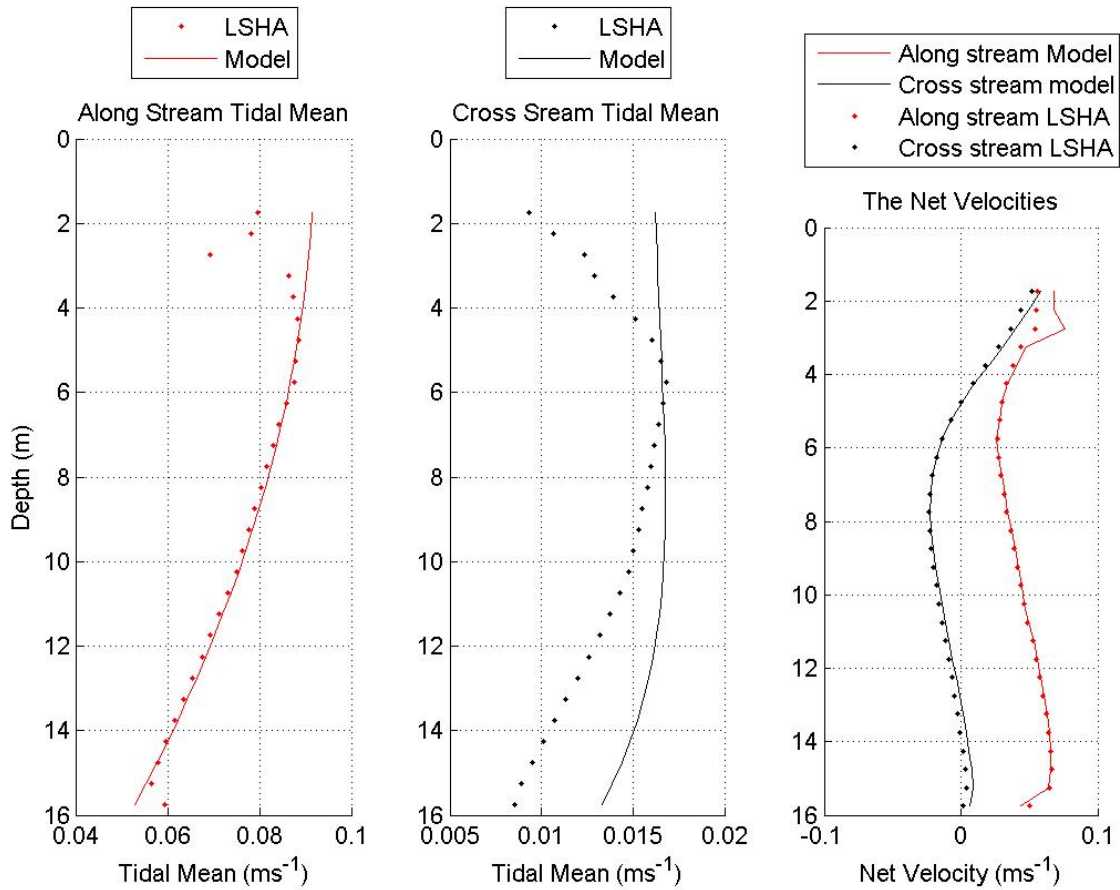 LSHA
Model
Along Stream Tidal Mean
0
2
4
6
8
10
12
14
16
0.04
0.06
0.08
0.1
Depth (m)
Tidal Mean (ms-1)
LSHA
Model
Cross Sream Tidal Mean
0
2
4
6
8
10
12
14
16
0.005
0.01
0.015
0.02
Tidal Mean (ms-1)
Along stream Model
Cross stream model
Along stream LSHA
Cross stream LSHA
The Net Velocities
0
2
4
6
8
10
12
14
16
-0.1
0
0.1
Net Velocity (ms-1)